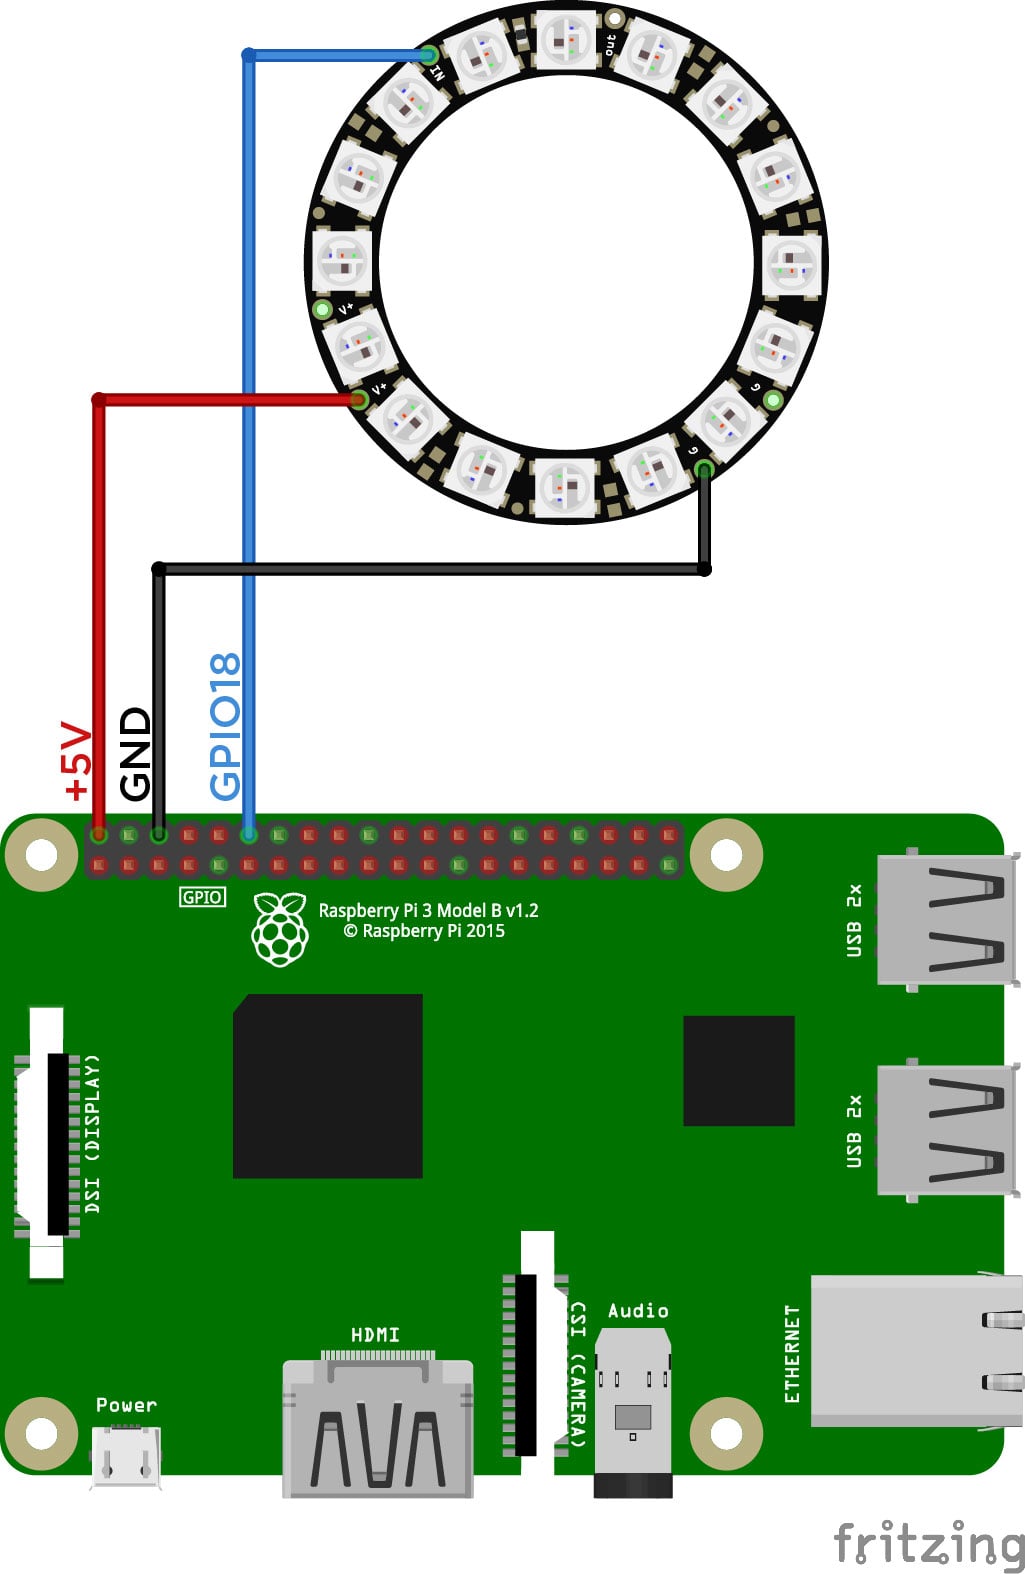 IN
out
V+
V+
G
G
+5V
GND
GPIO18
GPIO
Raspberry Pi 3 Model B v1.2
© Raspberry Pi 2015
USB 2x
USB 2x
DSI (DISPLAY)
CSI (CAMERA)
Audio
HDMI
ETHERNET
Power
fritzing